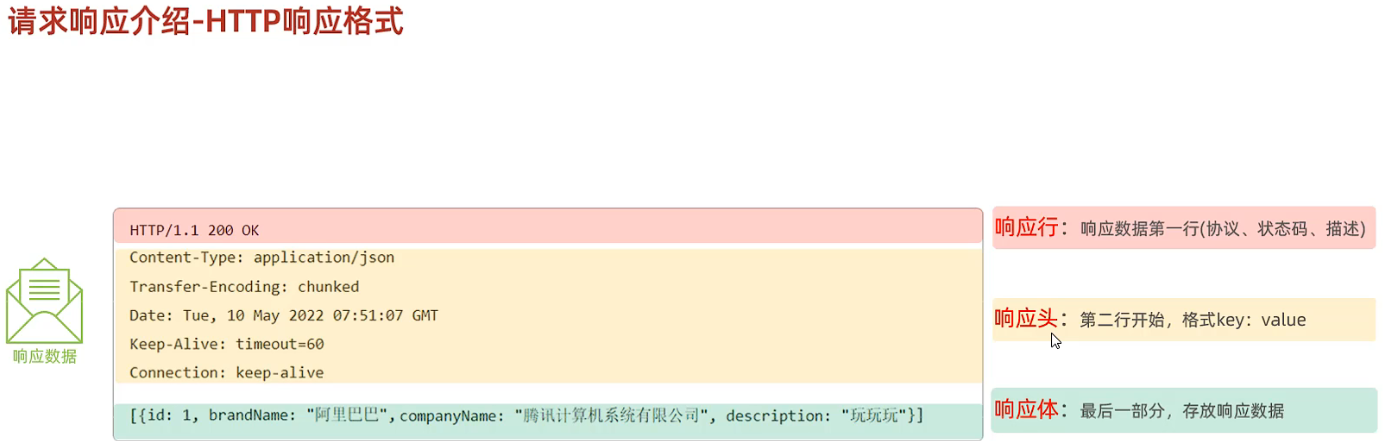 请求响应介绍-HTTP响应格式
HTTP/1.1 200 OK
响应行：响应数据第一行(协议、状态码、描述)
Content-Type: application/json
Transfer-Encoding: chunked
Date: Tue, 10 May 2022 07:51:07 GMT
Keep-Alive: timeout=60
Connection: keep-alive
响应头：第二行开始，格式key：value
响应数据
[{id: 1, brandName: "阿里巴巴", companyName: "腾讯计算机系统有限公司", description: "玩玩玩"}]
响应体：最后一部分，存放响应数据